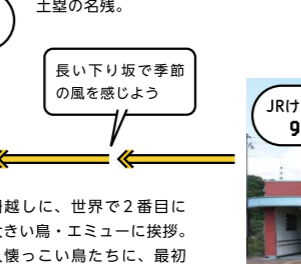 土塁の名残。
長い下り坂で季節
の風を感じよう
JRけ
9
越しに、世界で２番目に
大きい鳥・エミューに挨拶。
懐っこい鳥たちに、最初